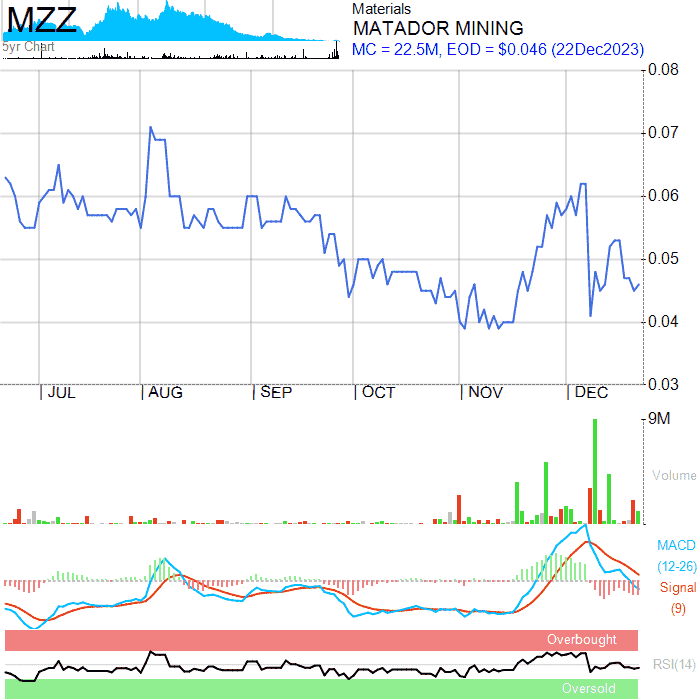 MZZ
5yr Chart
Materials
MATADOR MINING
MC = 22.5M, EOD = $0.046 (22Dec2023)
0.08
0.07
0.06
0.05
0.04
0.03
JUL AUG SEP OCT NOV DEC
9M
Volume
MACD
(12-26)
Signal
(9)
Overbought
RSI(14)
Oversold